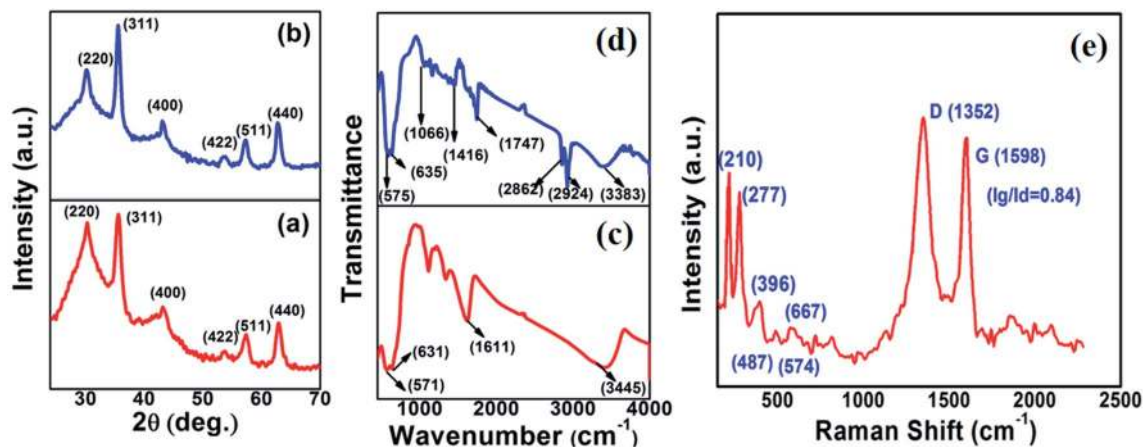 (b)
(311)
(220)
(400)
(422)
(511)
(440)
(a)
(220)
(311)
(400)
(422)
(511)
(440)
20 30 40 50 60 70
2θ (deg.)
Intensity (a.u.)
(d)
(1066)
(1416)
(1747)
(635)
(575)
(2862)
(2924)
(3383)
(c)
(631)
(571)
(1611)
(3445)
1000 2000 3000 4000
Wavenumber (cm-1)
Transmittance
(e)
D (1352)
G (1598)
(Ig/Id=0.84)
(210)
(277)
(396)
(667)
(487)
(574)
500 1000 1500 2000 2500
Raman Shift (cm-1)
Intensity (a.u.)